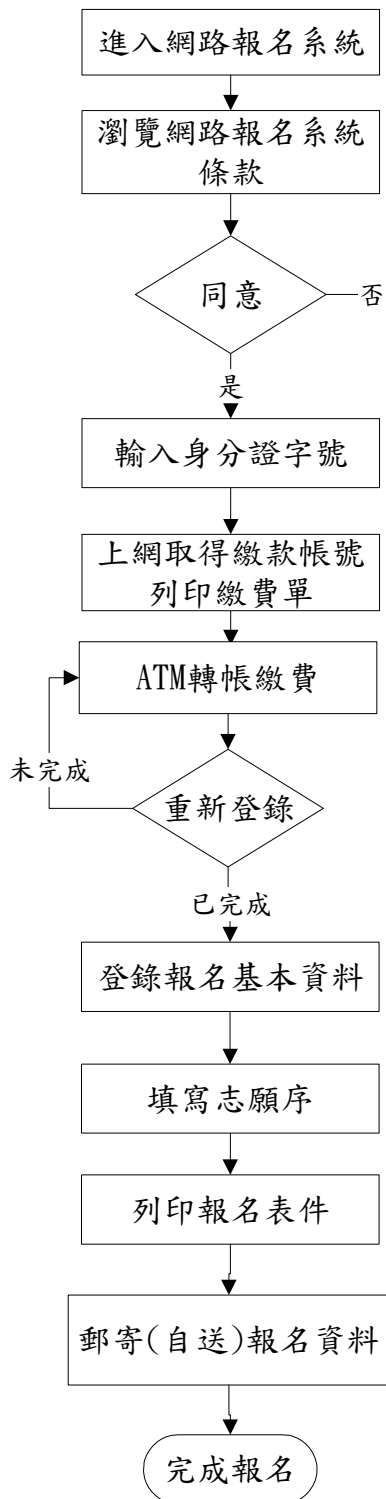 進入網路報名系統
瀏覽網路報名系統
條款
同意
否
是
輸入身分證字號
上網取得繳款帳號
列印繳費單
ATM轉帳繳費
未完成
重新登錄
已完成
登錄報名基本資料
填寫志願序
列印報名表件
郵寄(自送)報名資料
完成報名